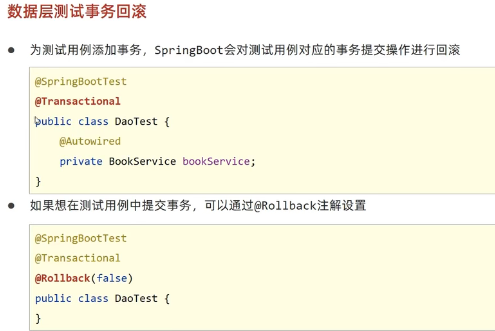 数据层测试事务回滚
● 为测试用例添加事务，SpringBoot会对测试用例对应的事务提交操作进行回滚
@SpringBootTest
@Transactional
public class DaoTest {
    @Autowired
    private BookService bookService;
}
● 如果想在测试用例中提交事务，可以通过@Rollback注解设置
@SpringBootTest
@Transactional
@Rollback(false)
public class DaoTest {
}